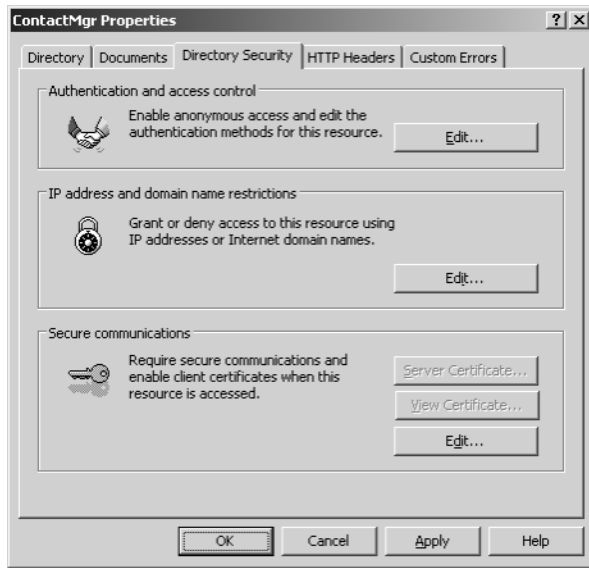 ContactMgr Properties
? X
Directory Documents Directory Security HTTP Headers Custom Errors
Authentication and access control
Enable anonymous access and edit the
authentication methods for this resource.
Edit...
IP address and domain name restrictions
Grant or deny access to this resource using
IP addresses or Internet domain names.
Edit...
Secure communications
Require secure communications and
enable client certificates when this
resource is accessed.
Server Certificate...
View Certificate...
Edit...
OK Cancel Apply Help